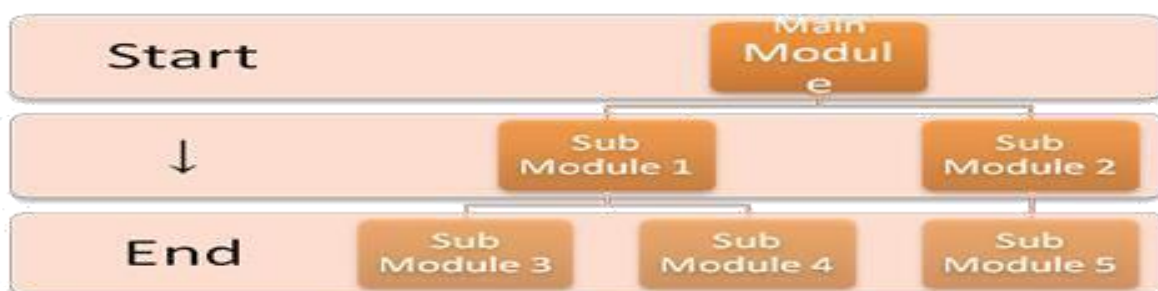 Start
Main
Modul
e
↓
Sub
Module 1
Sub
Module 2
End
Sub
Module 3
Sub
Module 4
Sub
Module 5